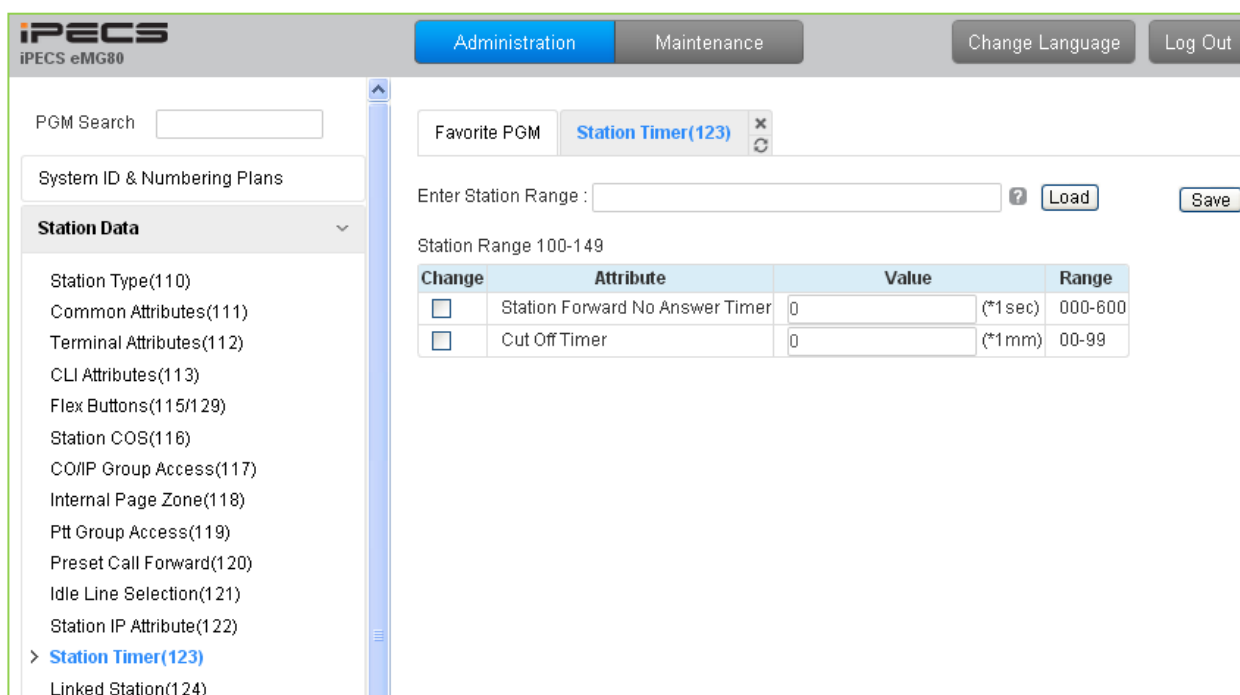 iPECS
iPECS eMG80
Administration
Maintenance
Change Language
Log Out
PGM Search
System ID & Numbering Plans
Station Data
Station Type(110)
Common Attributes(111)
Terminal Attributes(112)
CLI Attributes(113)
Flex Buttons(115/129)
Station COS(116)
CO/IP Group Access(117)
Internal Page Zone(118)
Ptt Group Access(119)
Preset Call Forward(120)
Idle Line Selection(121)
Station IP Attribute(122)
> Station Timer(123)
Linked Station(124)
Favorite PGM
Station Timer(123)
Enter Station Range :
?
Load
Save
Station Range 100-149
Change Attribute Value Range
Station Forward No Answer Timer 0 (*1sec) 000-600
Cut Off Timer 0 (*1mm) 00-99